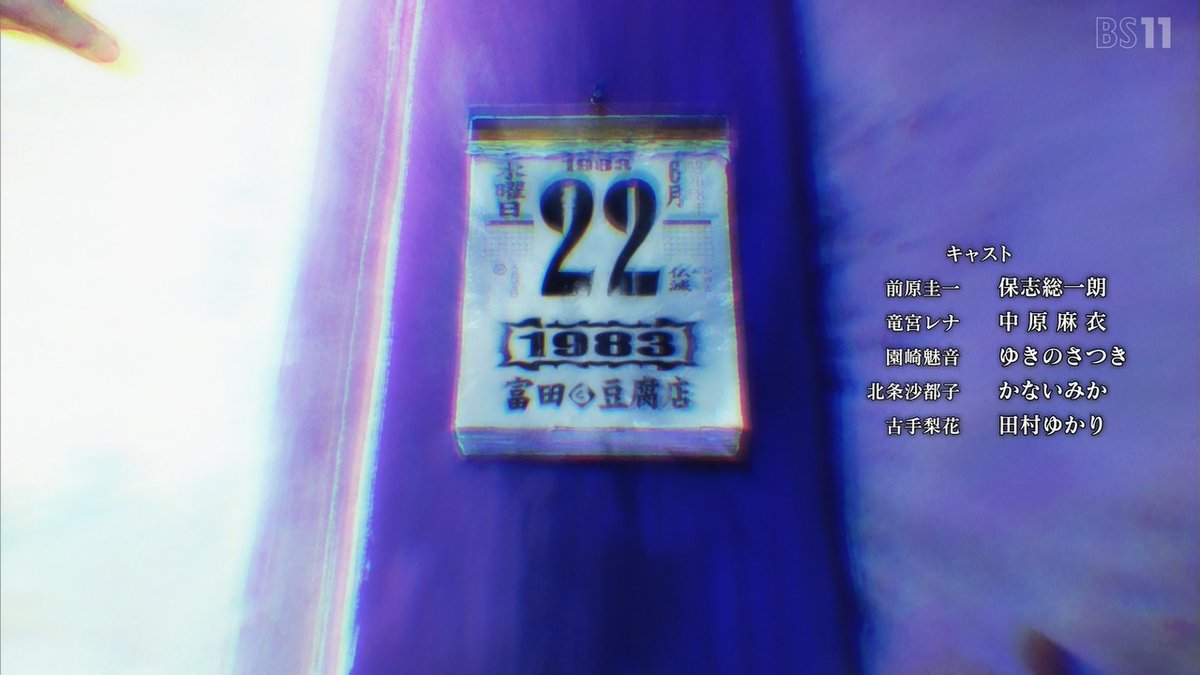 BS11
1983
水曜日
22
6月
仏滅
1983
富田 豆腐店
キャスト
前原圭一 保志総一朗
竜宮レナ 中原麻衣
園崎魅音 ゆきのさつき
北条沙都子 かないみか
古手梨花 田村ゆかり